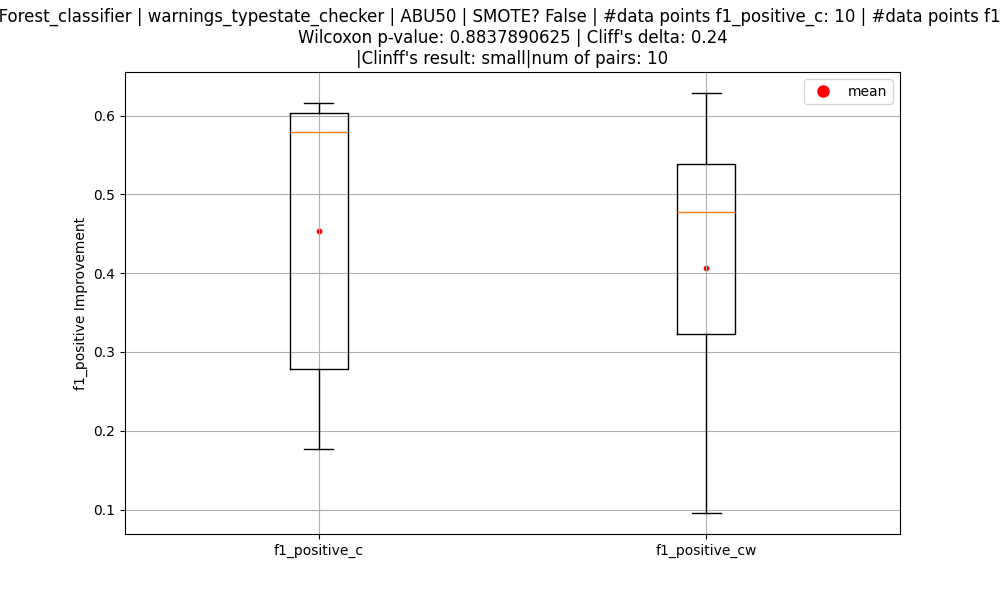 Forest_classifier | warnings_typestate_checker | ABU50 | SMOTE? False | #data points f1_positive_c: 10 | #data points f1
Wilcoxon p-value: 0.8837890625 | Cliff's delta: 0.24
|Clinff's result: small|num of pairs: 10
mean
f1_positive Improvement
0.6
0.5
0.4
0.3
0.2
0.1
f1_positive_c
f1_positive_cw